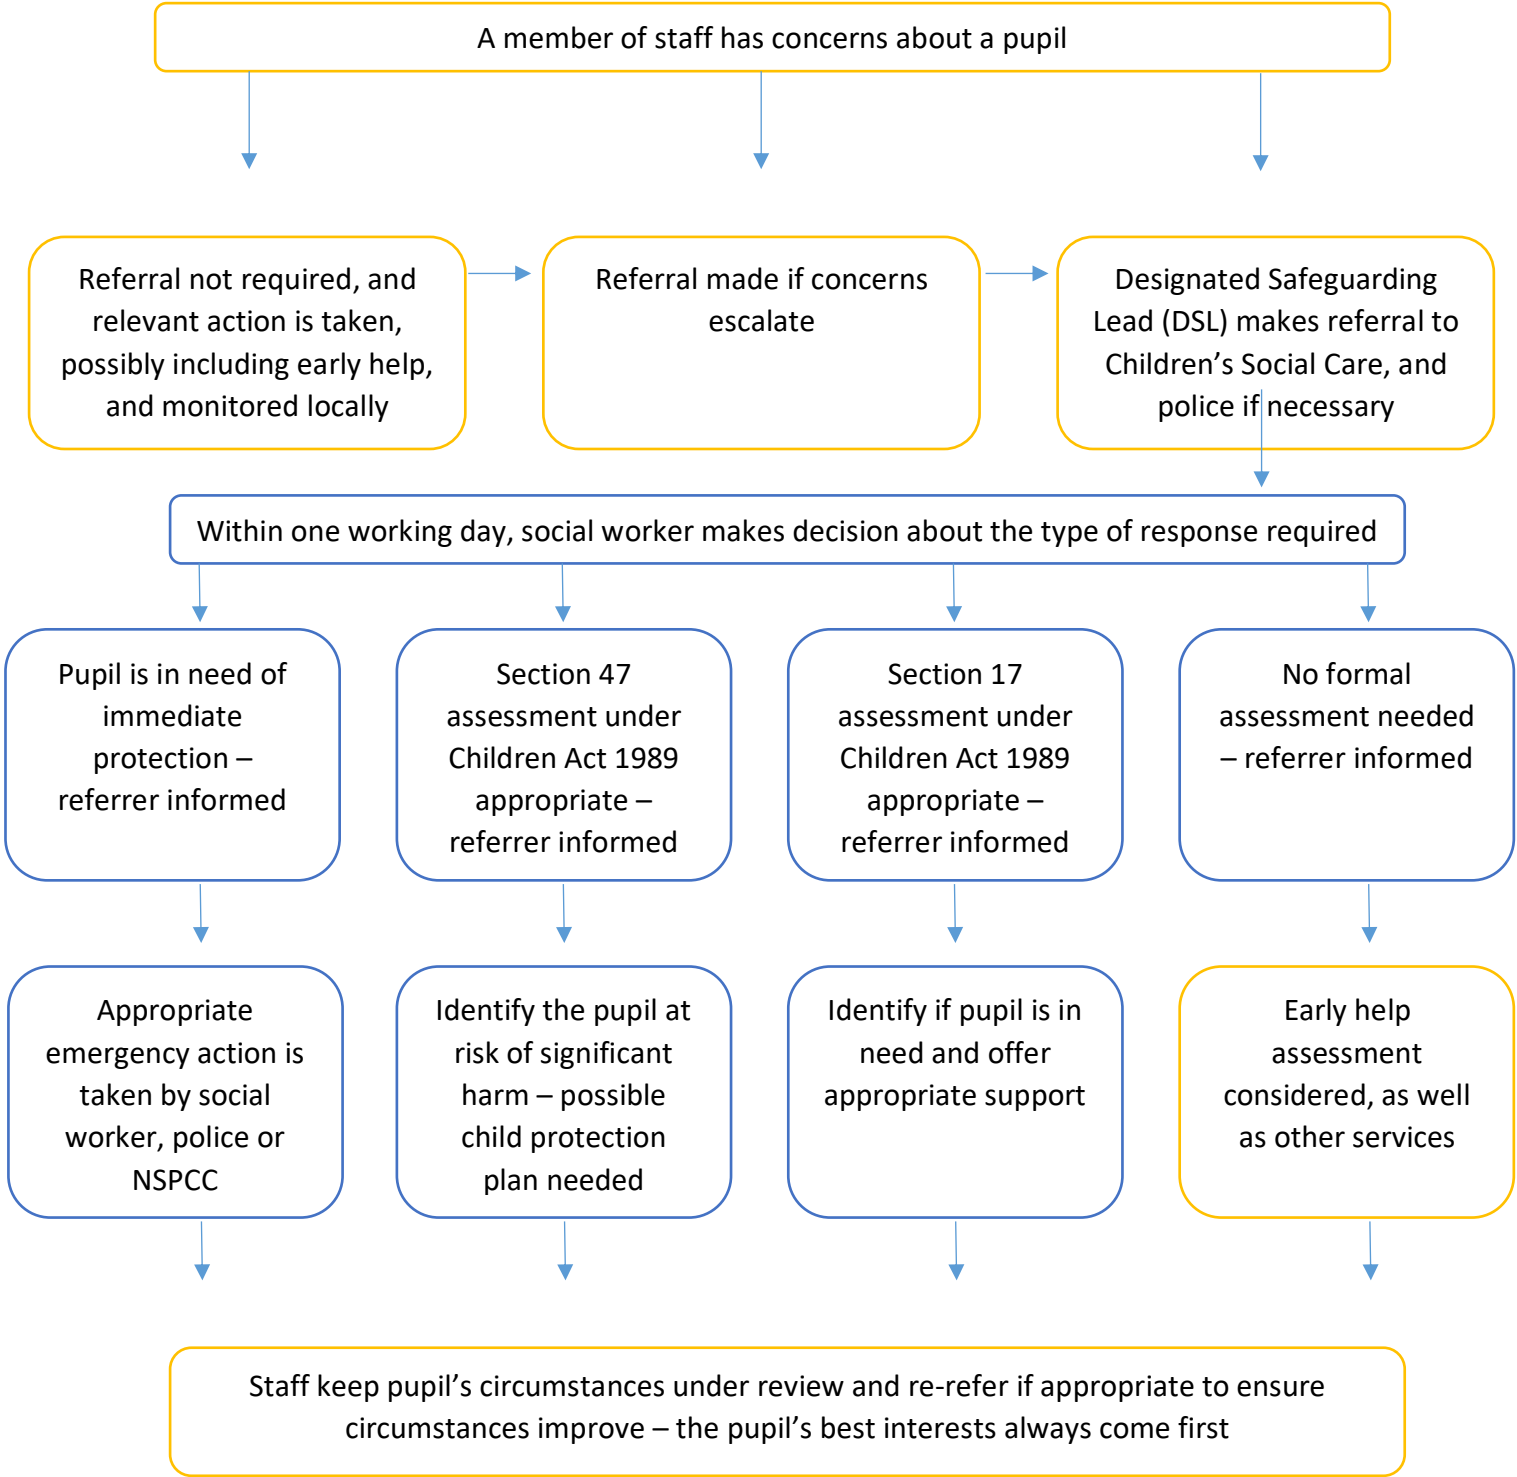 A member of staff has concerns about a pupil
Referral not required, and
relevant action is taken,
possibly including early help,
and monitored locally
Referral made if concerns
escalate
Designated Safeguarding
Lead (DSL) makes referral to
Children’s Social Care, and
police if necessary
Within one working day, social worker makes decision about the type of response required
Pupil is in need of
immediate
protection –
referrer informed
Section 47
assessment under
Children Act 1989
appropriate –
referrer informed
Section 17
assessment under
Children Act 1989
appropriate –
referrer informed
No formal
assessment needed
– referrer informed
Appropriate
emergency action is
taken by social
worker, police or
NSPCC
Identify the pupil at
risk of significant
harm – possible
child protection
plan needed
Identify if pupil is in
need and offer
appropriate support
Early help
assessment
considered, as well
as other services
Staff keep pupil’s circumstances under review and re-refer if appropriate to ensure
circumstances improve – the pupil’s best interests always come first